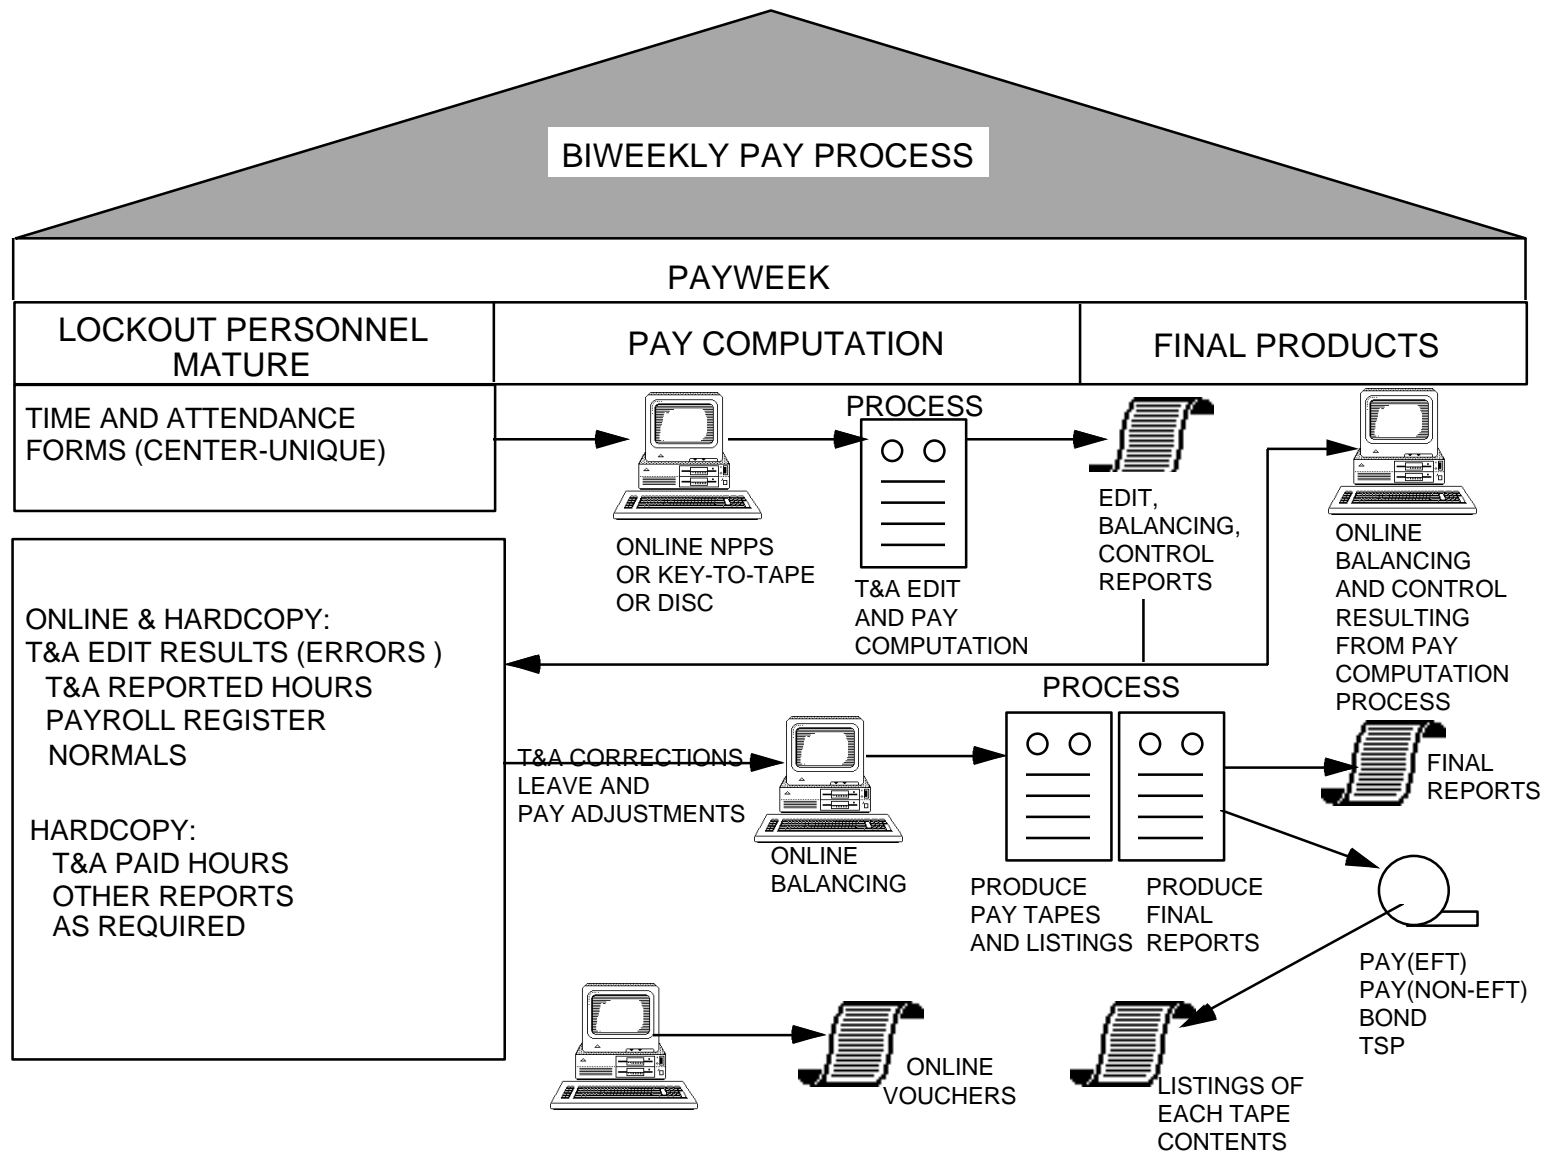 BIWEEKLY PAY PROCESS
PAYWEEK
LOCKOUT PERSONNEL
MATURE
PAY COMPUTATION
FINAL PRODUCTS
TIME AND ATTENDANCE
FORMS (CENTER-UNIQUE)
ONLINE NPPS
OR KEY-TO-TAPE
OR DISC
PROCESS
T&A EDIT
AND PAY
COMPUTATION
EDIT,
BALANCING,
CONTROL
REPORTS
ONLINE
BALANCING
AND CONTROL
RESULTING
FROM PAY
COMPUTATION
PROCESS
ONLINE & HARDCOPY:
T&A EDIT RESULTS (ERRORS )
T&A REPORTED HOURS
PAYROLL REGISTER
NORMALS
HARDCOPY:
T&A PAID HOURS
OTHER REPORTS
AS REQUIRED
T&A CORRECTIONS
LEAVE AND
PAY ADJUSTMENTS
ONLINE
BALANCING
PROCESS
PRODUCE
PAY TAPES
AND LISTINGS
PRODUCE
FINAL
REPORTS
FINAL
REPORTS
PAY(EFT)
PAY(NON-EFT)
BOND
TSP
ONLINE
VOUCHERS
LISTINGS OF
EACH TAPE
CONTENTS